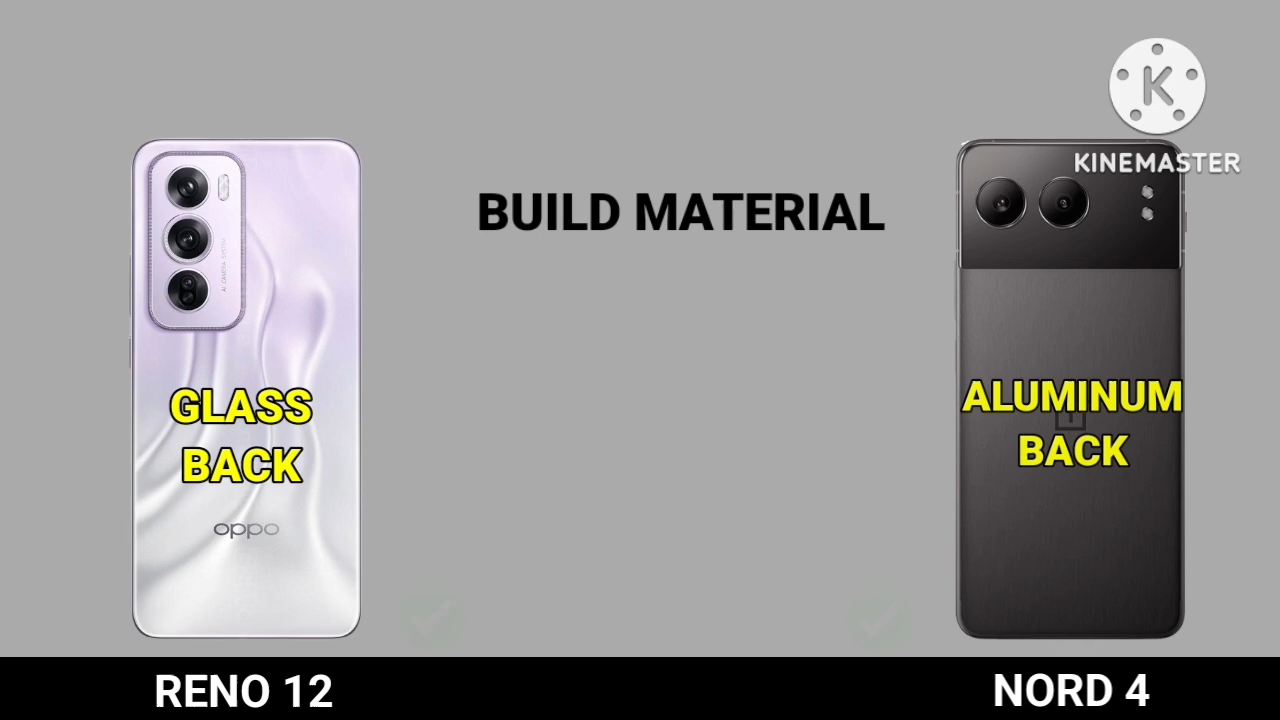 KINEMASTER
BUILD MATERIAL
GLASS
BACK
oppo
ALUMINUM
BACK
RENO 12
NORD 4